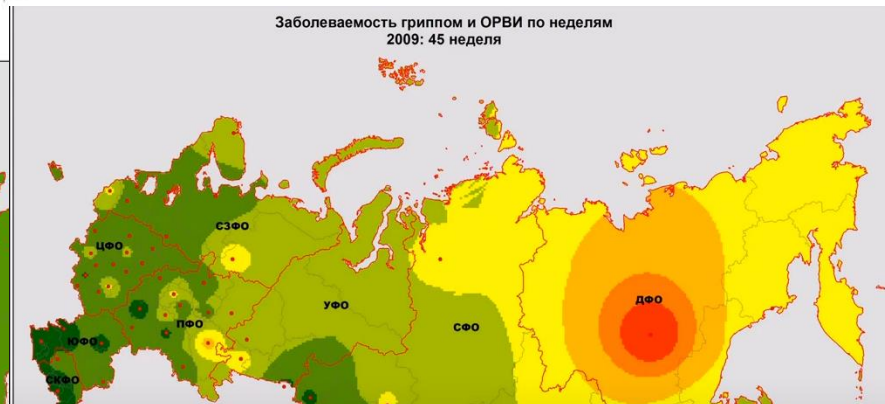 Заболеваемость гриппом и ОРВИ по неделям
2009: 45 неделя
СЗФО
ЦФО
ДФО
УФО
ПФО
СФО
ЮФО
СКФО